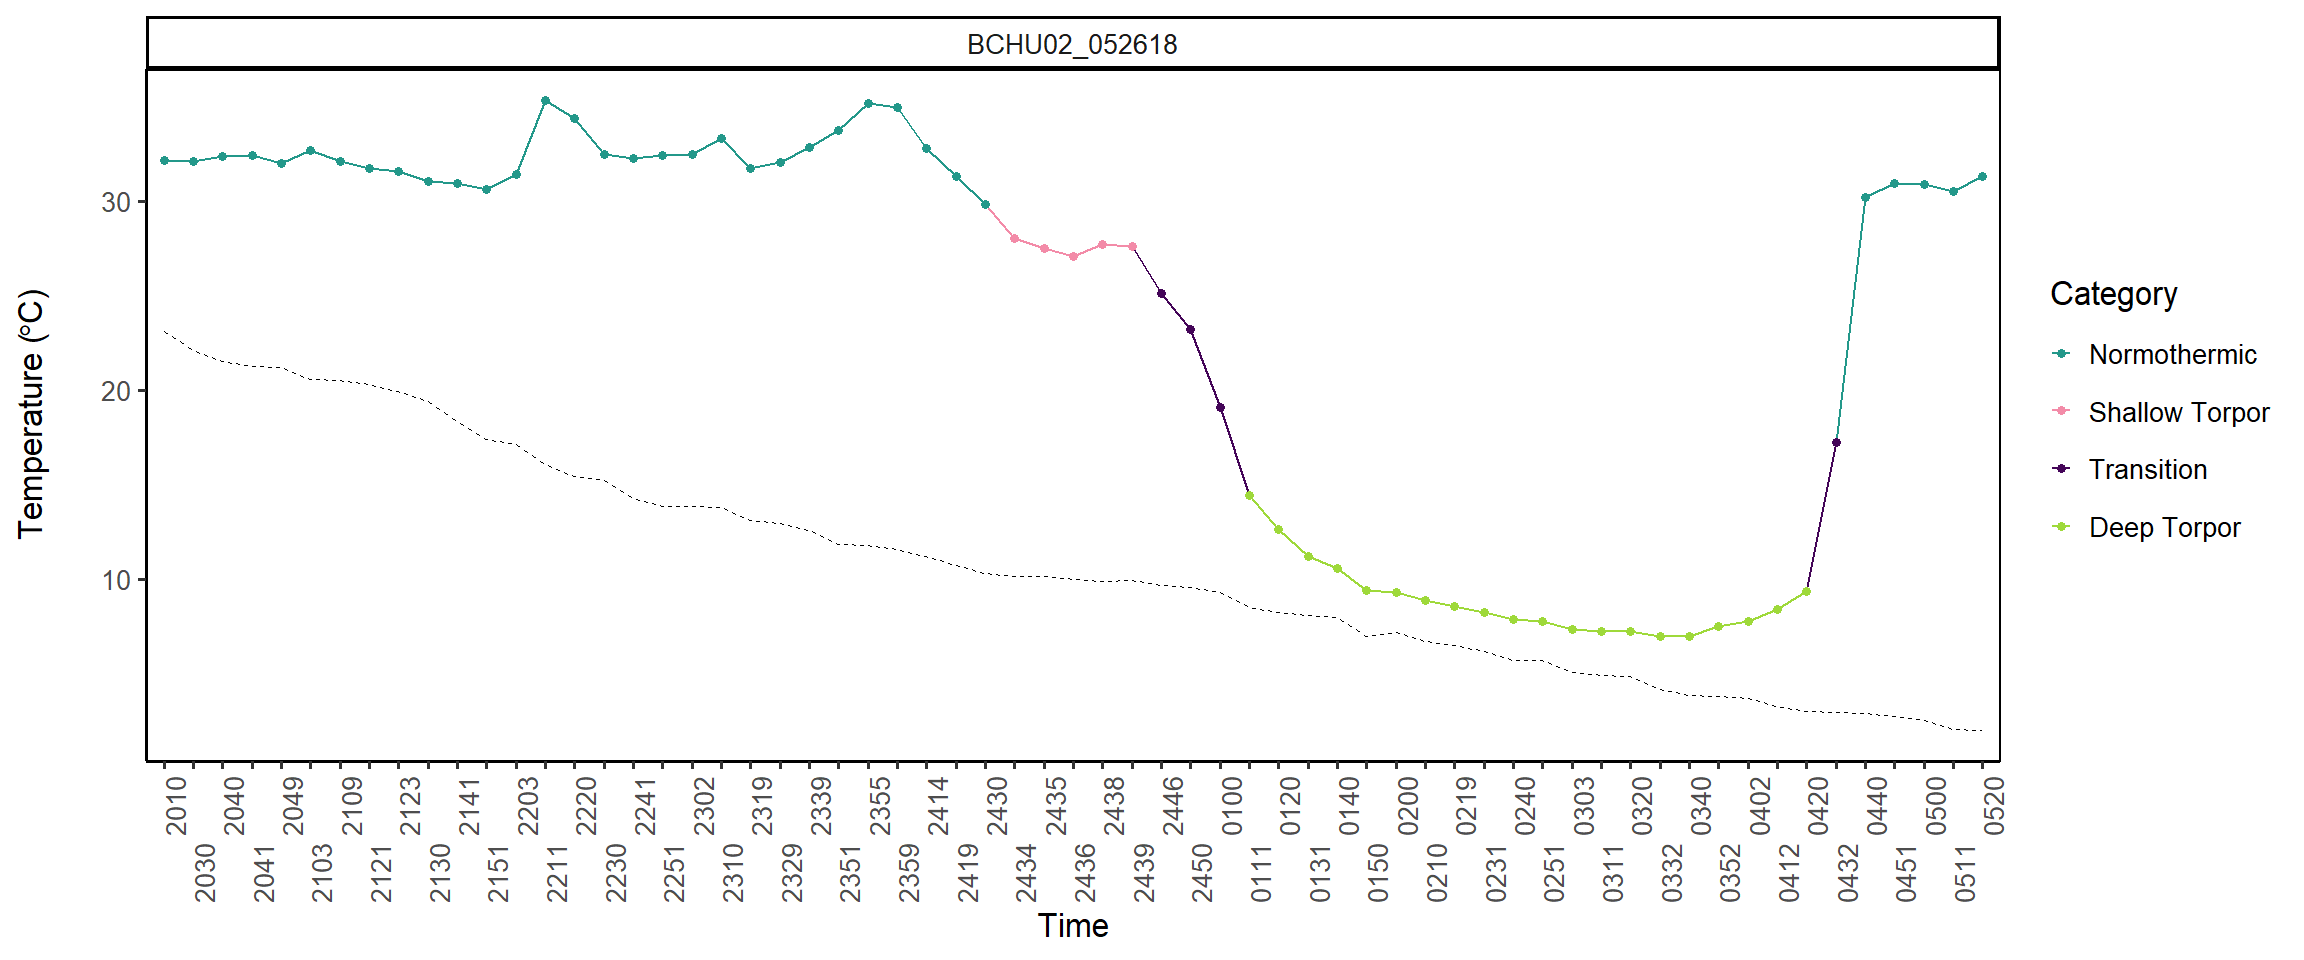 BCHU02_052618
Temperature (°C)
30
20
10
2010 2040 2049 2109 2123 2141 2203 2220 2241 2302 2319 2339 2355 2414 2430 2435 2438 2446 0100 0120 0140 0200 0219 0240 0303 0320 0340 0402 0420 0440 0500 0520
2030 2041 2103 2121 2130 2151 2211 2230 2251 2310 2329 2351 2359 2419 2434 2436 2439 2450 0111 0131 0150 0210 0231 0251 0311 0332 0352 0412 0432 0451 0511
Time
Category
Normothermic
Shallow Torpor
Transition
Deep Torpor